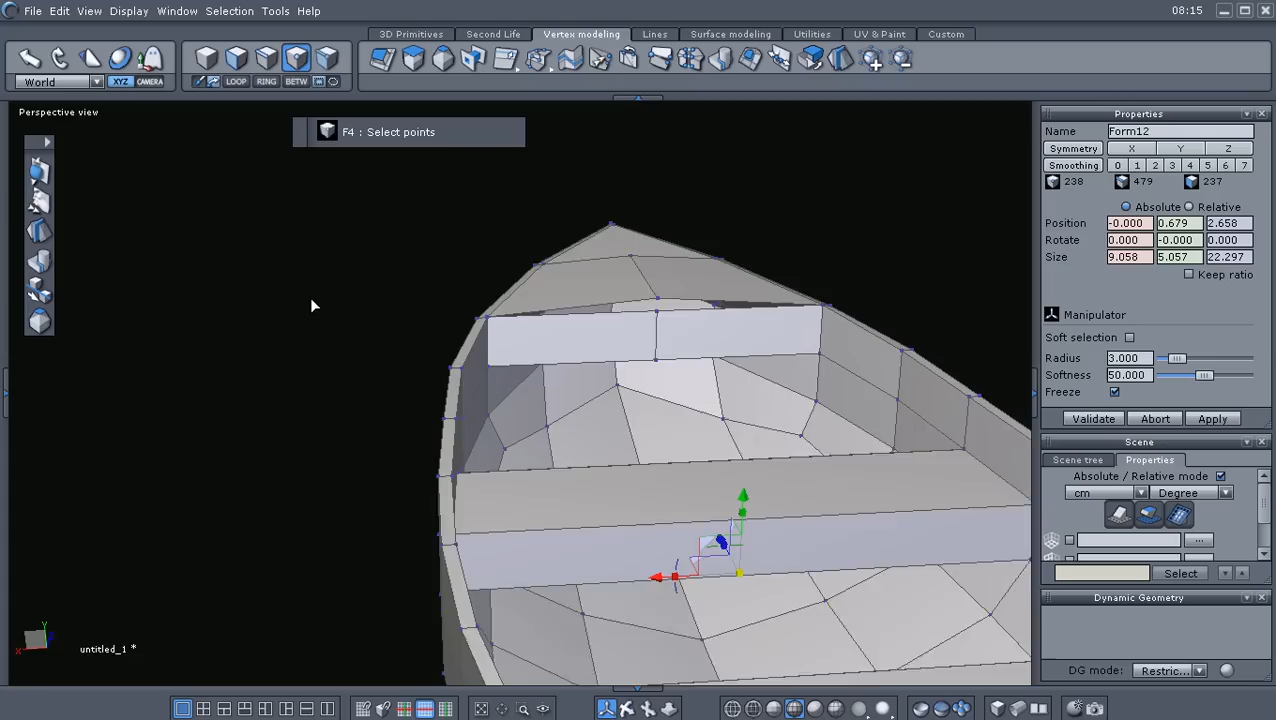 File Edit View Display Window Selection Tools Help 08:15
3D Primitives Second Life Vertex modeling Lines Surface modeling Utilities UV & Paint Custom
World XYZ CAMERA LOOP RING BETW
Perspective view
F4 : Select points
Properties
Name Form12
Symmetry X Y Z
Smoothing 0 1 2 3 4 5 6 7
238 479 237
Absolute Relative
Position -0.000 0.679 2.658
Rotate 0.000 -0.000 0.000
Size 9.058 5.057 22.297
Keep ratio
Manipulator
Soft selection
Radius 3.000
Softness 50.000
Freeze
Validate Abort Apply
Scene
Scene tree Properties
Absolute / Relative mode
cm Degree
...
Select
Dynamic Geometry
DG mode: Restric...
Y
X
untitled_1 *